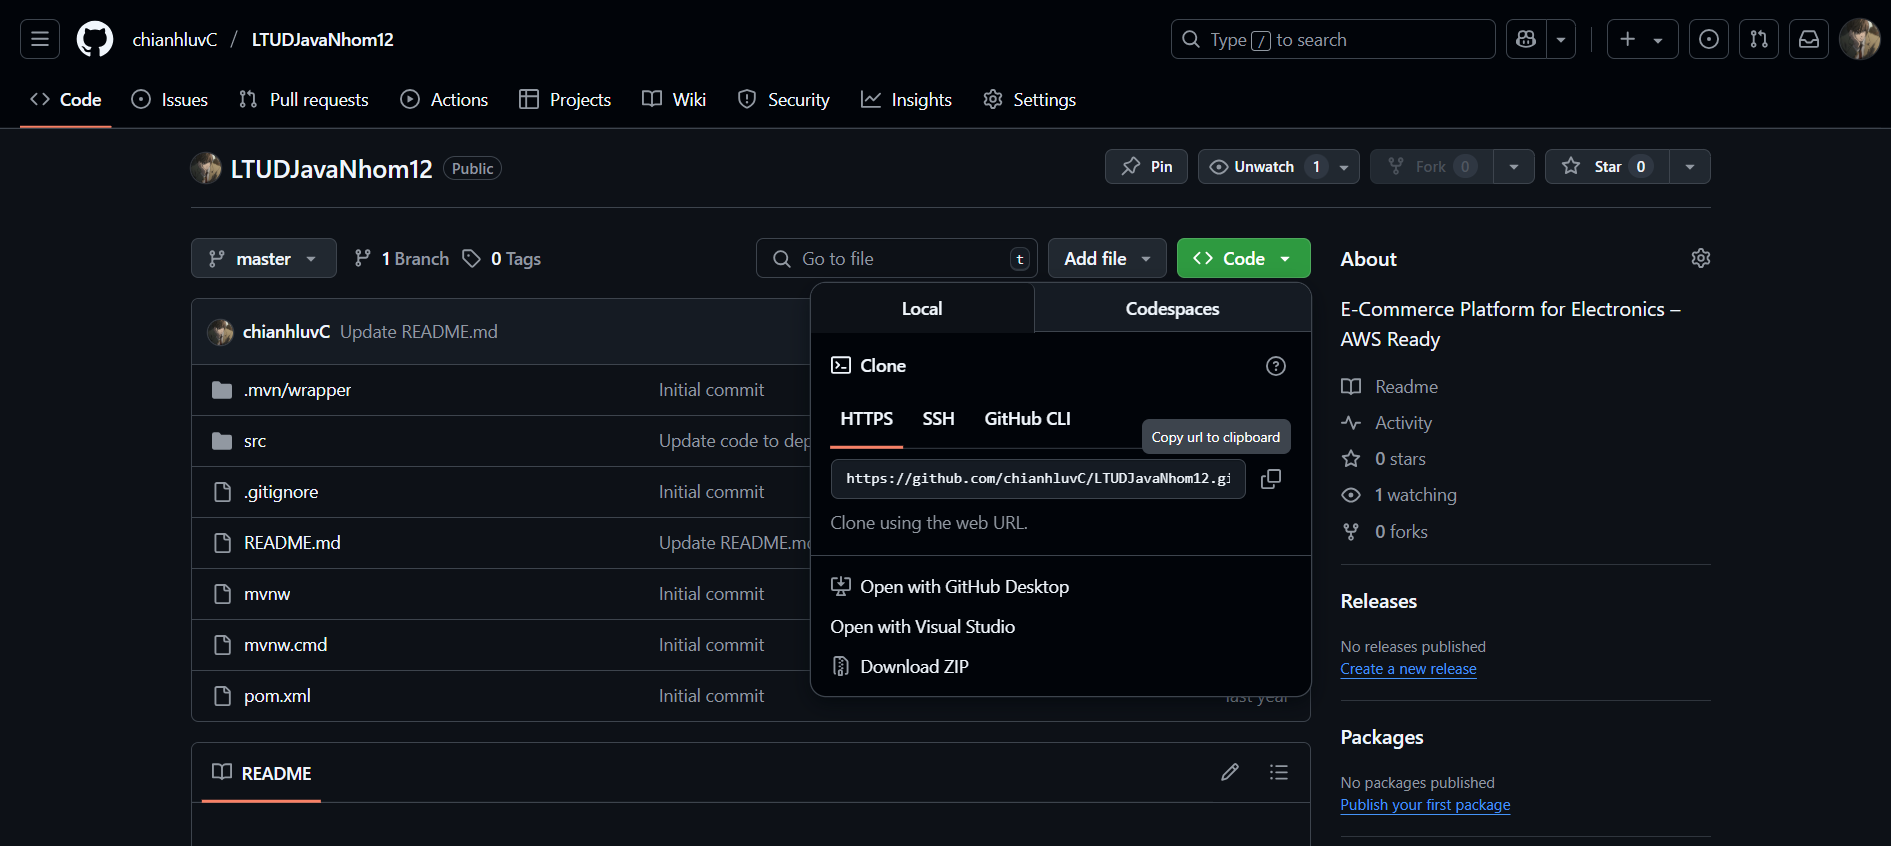 chianhluvC / LTUDJavaNhom12
Type / to search
Code Issues Pull requests Actions Projects Wiki Security Insights Settings
LTUDJavaNhom12 Public
Pin Unwatch 1 Fork 0 Star 0
master 1 Branch 0 Tags Go to file t Add file Code
chianhluvC Update README.md
.mvn/wrapper Initial commit
src Update code to dep
.gitignore Initial commit
README.md Update README.m
mvnw Initial commit
mvnw.cmd Initial commit
pom.xml Initial commit last year
Local Codespaces
Clone
HTTPS SSH GitHub CLI
Copy url to clipboard
https://github.com/chianhluvC/LTUDJavaNhom12.gi
Clone using the web URL.
Open with GitHub Desktop
Open with Visual Studio
Download ZIP
README
About
E-Commerce Platform for Electronics –
AWS Ready
Readme
Activity
0 stars
1 watching
0 forks
Releases
No releases published
Create a new release
Packages
No packages published
Publish your first package